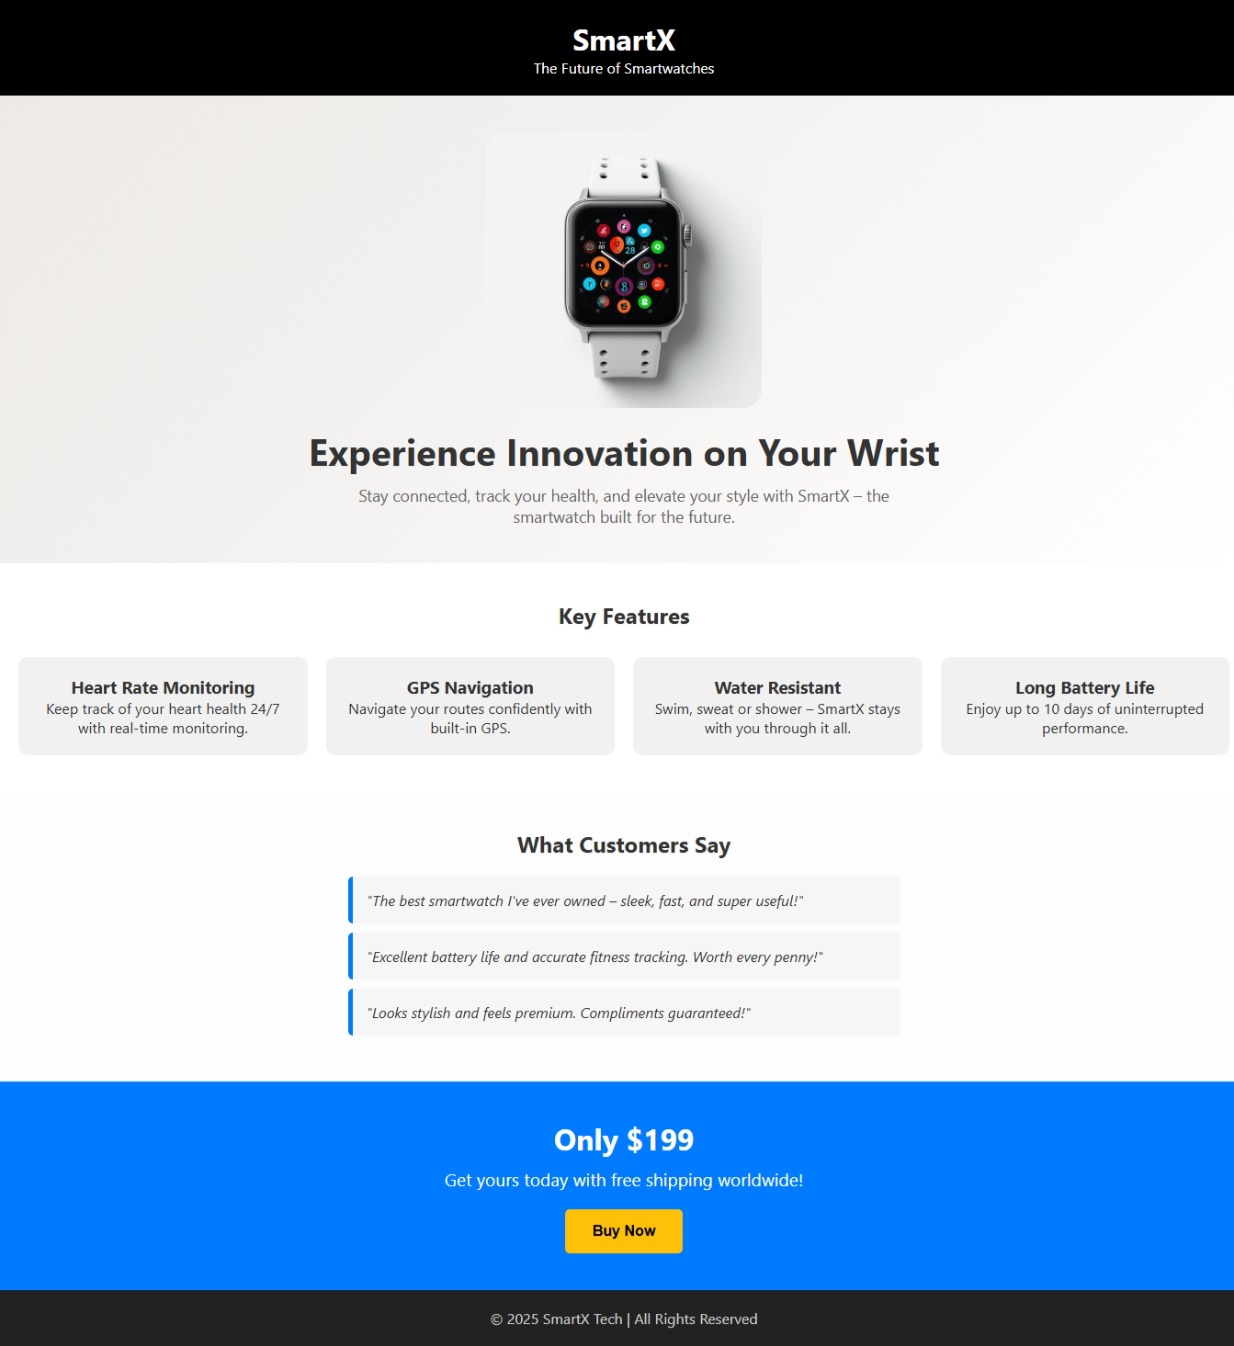 SmartX
The Future of Smartwatches
28
Experience Innovation on Your Wrist
Stay connected, track your health, and elevate your style with SmartX – the
smartwatch built for the future.
Key Features
Heart Rate Monitoring
Keep track of your heart health 24/7
with real-time monitoring.
GPS Navigation
Navigate your routes confidently with
built-in GPS.
Water Resistant
Swim, sweat or shower – SmartX stays
with you through it all.
Long Battery Life
Enjoy up to 10 days of uninterrupted
performance.
What Customers Say
"The best smartwatch I've ever owned – sleek, fast, and super useful!"
"Excellent battery life and accurate fitness tracking. Worth every penny!"
"Looks stylish and feels premium. Compliments guaranteed!"
Only $199
Get yours today with free shipping worldwide!
Buy Now
© 2025 SmartX Tech | All Rights Reserved